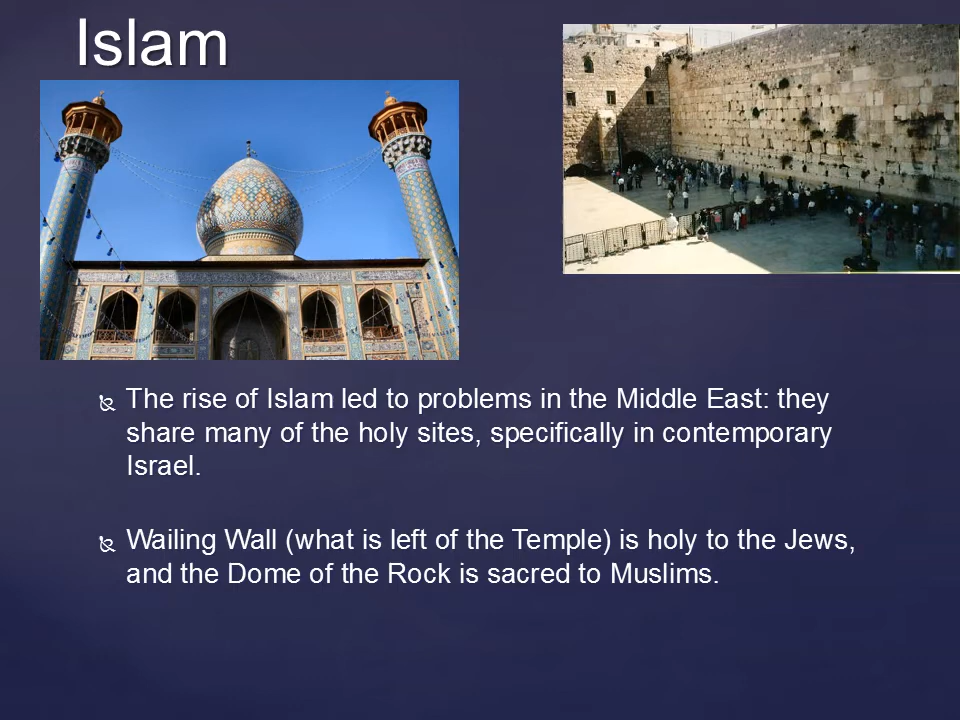 Islam
The rise of Islam led to problems in the Middle East: they
share many of the holy sites, specifically in contemporary
Israel.
Wailing Wall (what is left of the Temple) is holy to the Jews,
and the Dome of the Rock is sacred to Muslims.